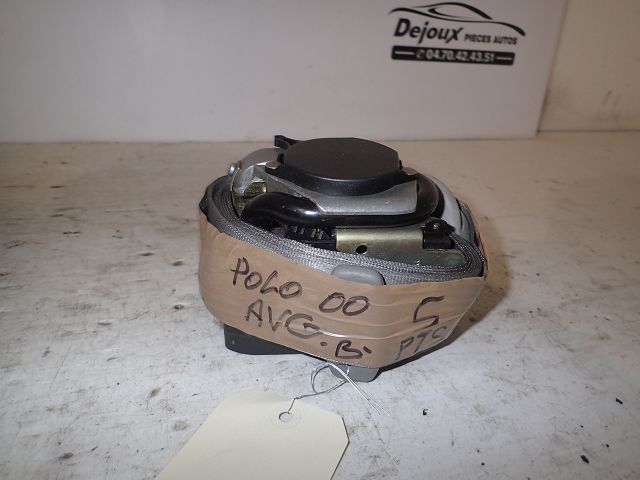 Dejoux PIECES AUTOS
04.70.42.43.51
POLO 00
AVG.B.
5
PTS